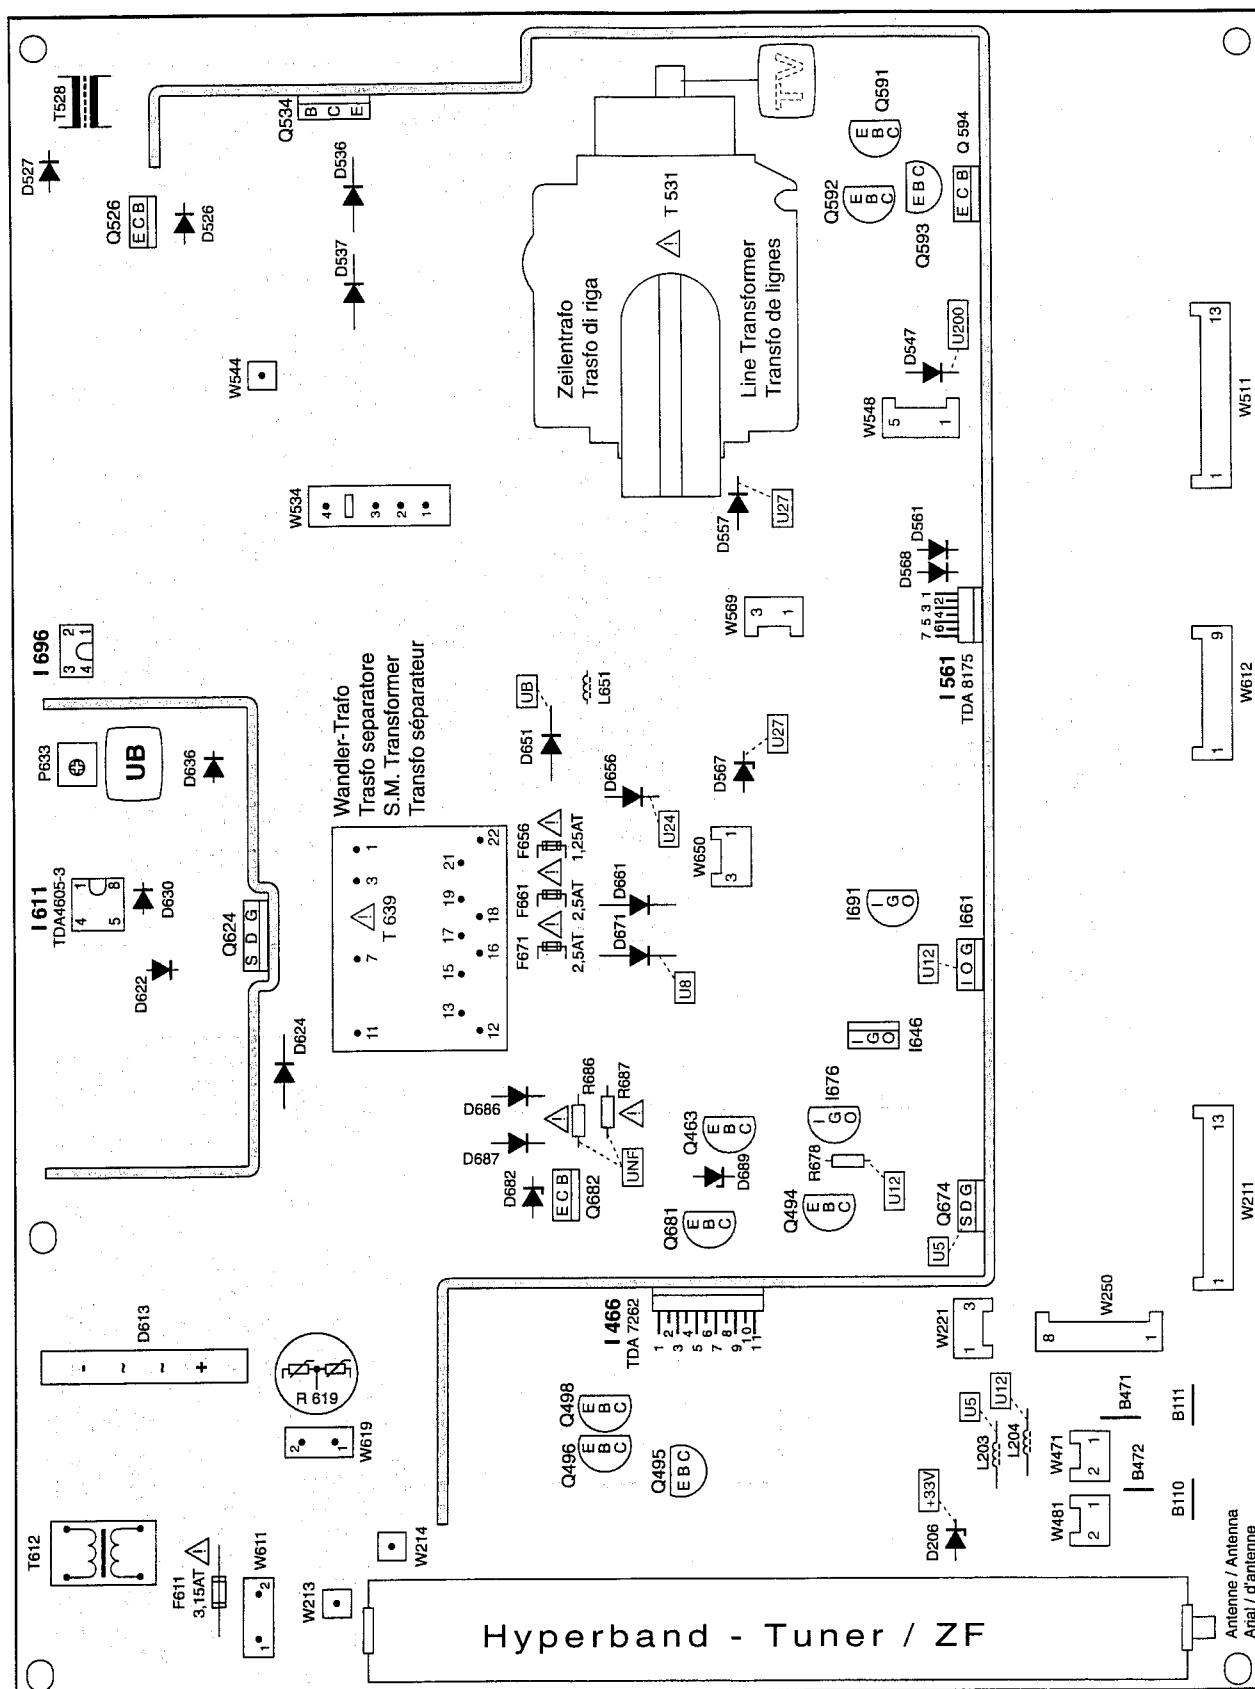 T528
D527
Q526
E C B
D526
Q534
B C E
D536
D537
TV
Q591
E B C
Q592
E B C
Q593
E B C
Q 594
E C B
T 531
Zeilentrafo
Trasfo di riga
Line Transformer
Transfo de lignes
W544
W534
4 3 2 1
D547
U200
W548
5 1
W511
1 13
D557
U27
D561
D568
W569
3 1
7 5 3 1
6 4 2
I 561
TDA 8175
W612
1 9
I 696
3 2
4 1
P633
UB
D636
Wandler-Trafo
Trasfo separatore
S.M. Transformer
Transfo séparateur
UB
D651
L651
D656
U24
D567
U27
W650
3 1
I 611
TDA4605-3
4 1
5 8
D630
D622
Q624
S D G
D624
T 639
11 7 3 1
13 15 17 19 21
12 16 18 22
F656
1,25AT
F661
2,5AT
F671
2,5AT
D661
D671
U8
I691
I G O
I661
I O G
U12
I646
I G O
I676
I G O
D686
D687
R686
R687
UNF
D682
Q682
E C B
Q463
E B C
D689
Q681
E B C
R678
U12
Q494
E B C
Q674
S D G
U5
W211
1 13
D613
- ~ ~ +
R 619
W619
2 1
I 466
TDA 7262
1 2 3 4 5 6 7 8 9 10 11
W221
1 3
W250
8 1
Q498
E B C
Q496
E B C
Q495
E B C
U5
L203
U12
L204
B471
B111
W471
2 1
B472
B110
W481
2 1
+33V
D206
T612
F611
3,15AT
W611
1 2
W214
W213
Hyperband - Tuner / ZF
Antenne / Antenna
Arial / d'antenne